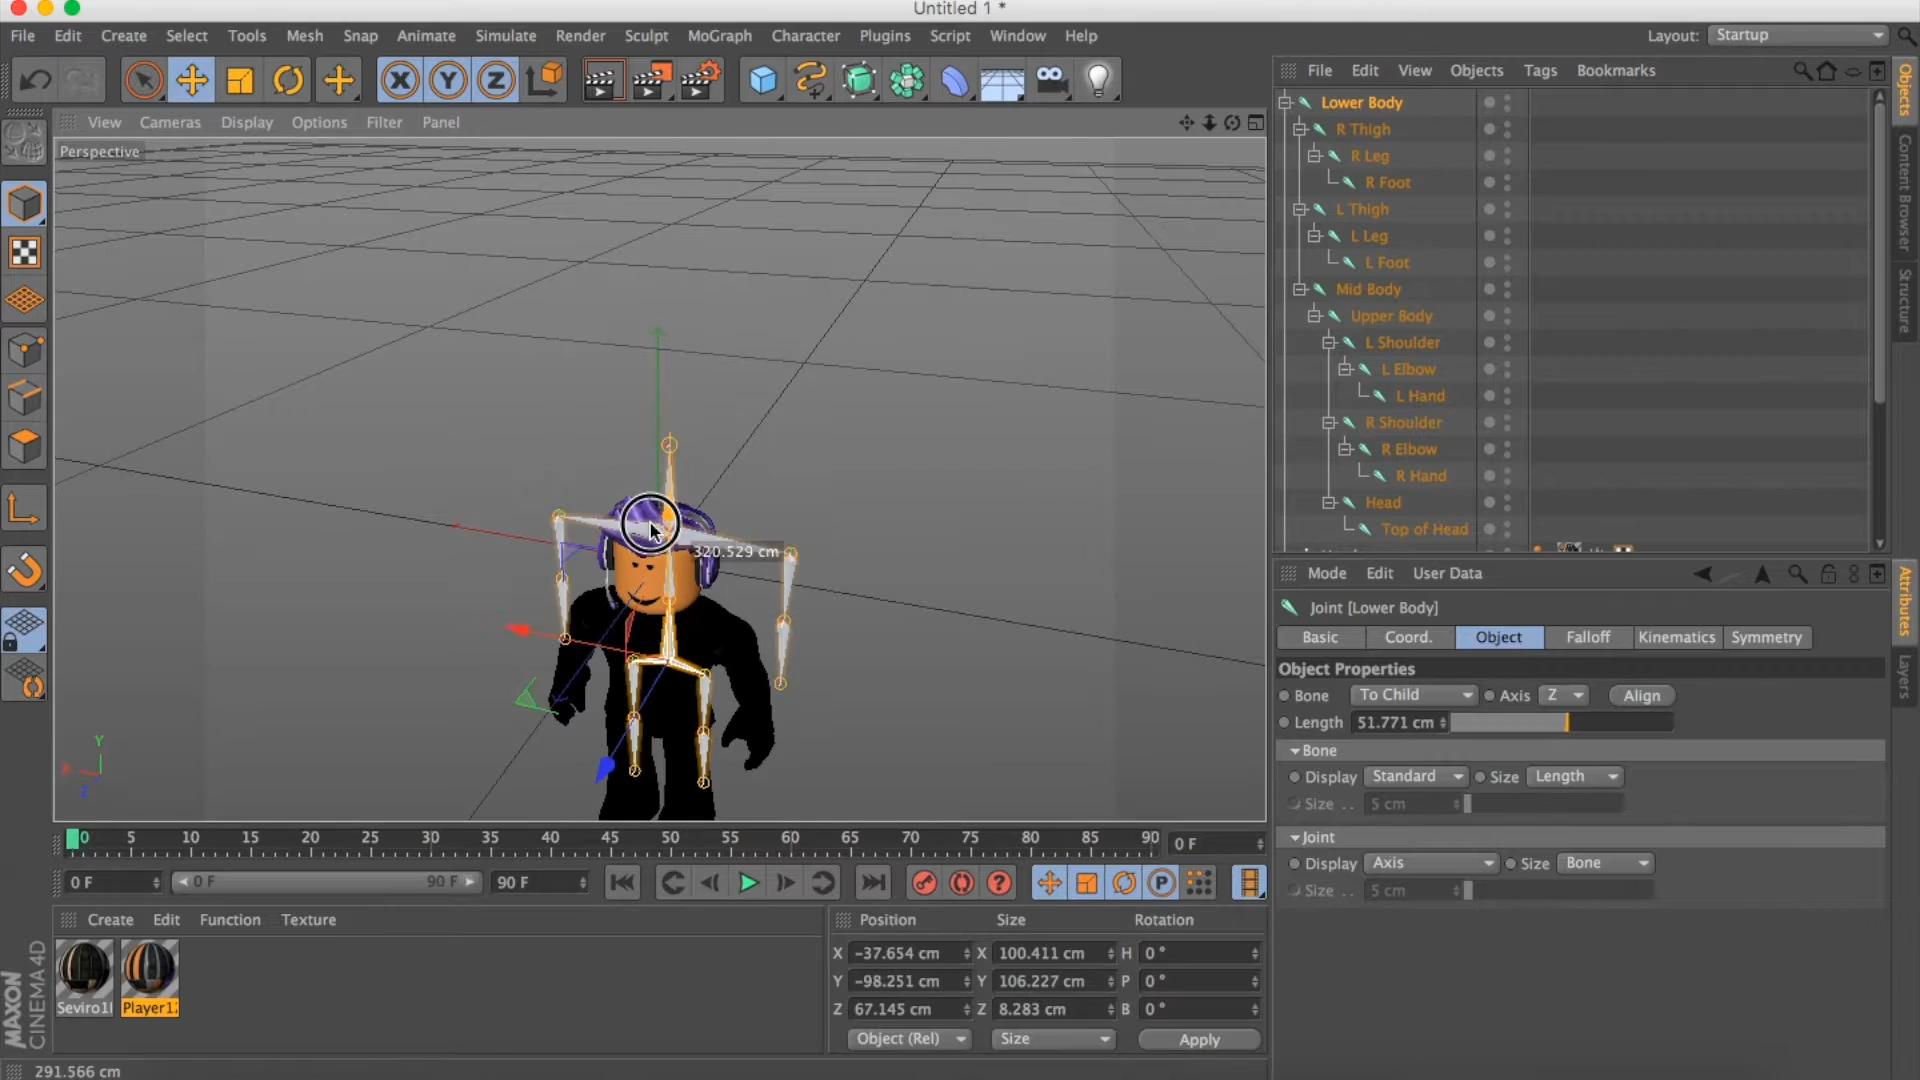 Untitled 1 *
File Edit Create Select Tools Mesh Snap Animate Simulate Render Sculpt MoGraph Character Plugins Script Window Help
Layout: Startup
X Y Z
View Cameras Display Options Filter Panel
Perspective
320.529 cm
Y
X
Z
File Edit View Objects Tags Bookmarks
Lower Body
R Thigh
R Leg
R Foot
L Thigh
L Leg
L Foot
Mid Body
Upper Body
L Shoulder
L Elbow
L Hand
R Shoulder
R Elbow
R Hand
Head
Top of Head
Objects
Content Browser
Structure
Mode Edit User Data
Joint [Lower Body]
Basic Coord. Object Falloff Kinematics Symmetry
Object Properties
Bone To Child Axis Z Align
Length 51.771 cm
Bone
Display Standard Size Length
Size . . 5 cm
Joint
Display Axis Size Bone
Size . . 5 cm
Attributes
Layers
0 5 10 15 20 25 30 35 40 45 50 55 60 65 70 75 80 85 90 0 F
0 F 0 F 90 F 90 F
P
Create Edit Function Texture
Player1
MAXON
CINEMA 4D
Position Size Rotation
X -37.654 cm X 100.411 cm H 0 °
Y -98.251 cm Y 106.227 cm P 0 °
Z 67.145 cm Z 8.283 cm B 0 °
Object (Rel) Size Apply
291.566 cm